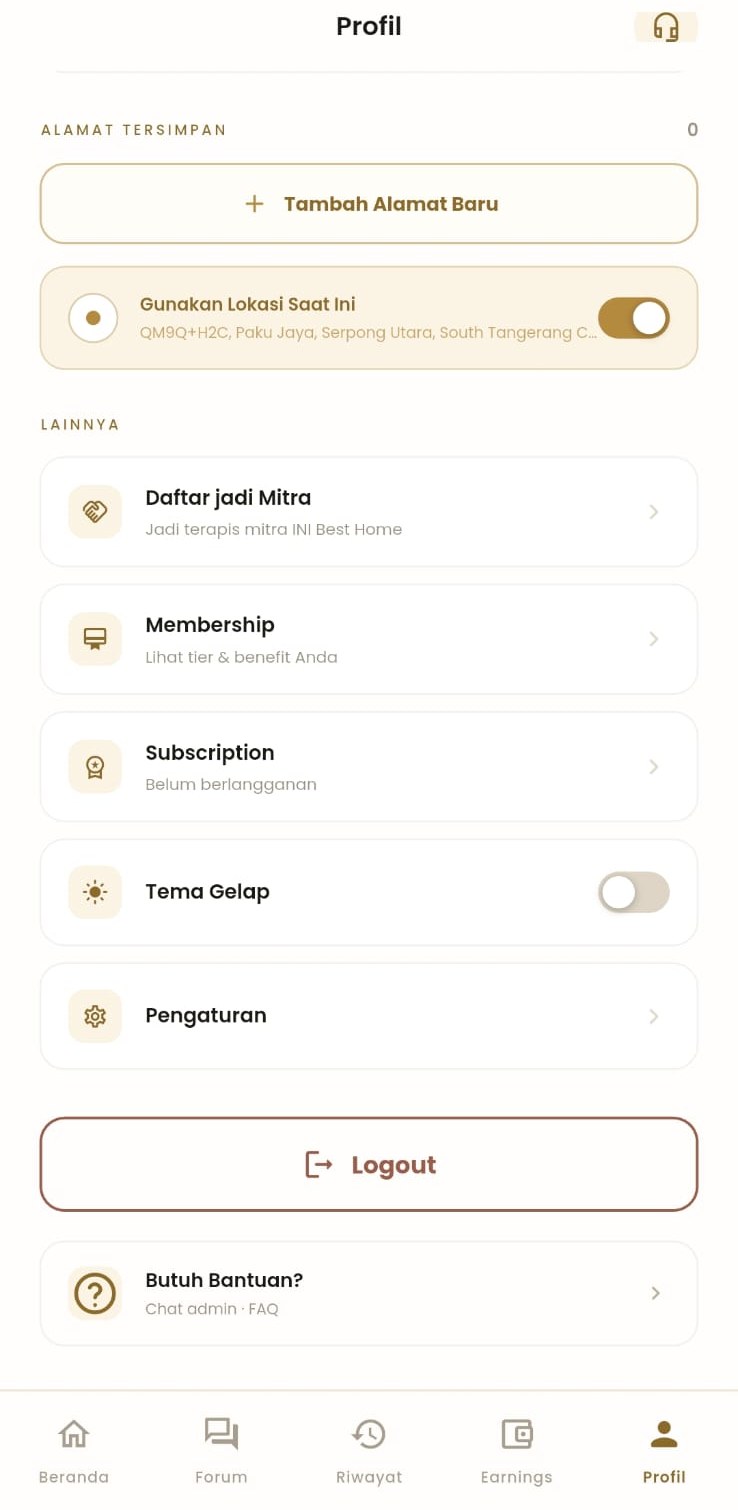 Profil
ALAMAT TERSIMPAN
0
Tambah Alamat Baru
Gunakan Lokasi Saat Ini
QM9Q+H2C, Paku Jaya, Serpong Utara, South Tangerang C...
LAINNYA
Daftar jadi Mitra
Jadi terapis mitra INI Best Home
Membership
Lihat tier & benefit Anda
Subscription
Belum berlangganan
Tema Gelap
Pengaturan
Logout
Butuh Bantuan?
Chat admin · FAQ
Beranda
Forum
Riwayat
Earnings
Profil